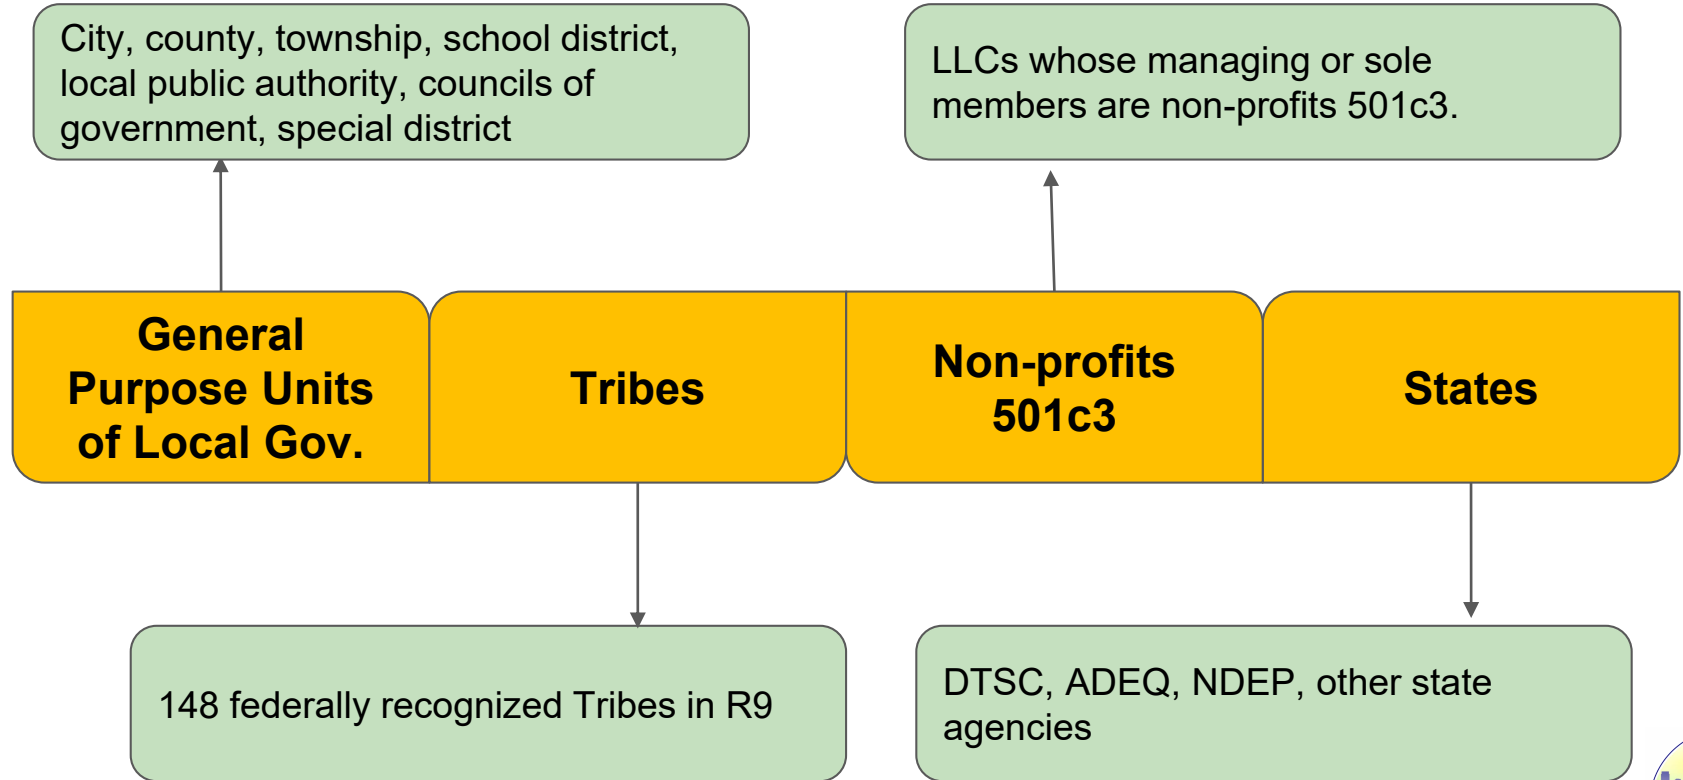 City, county, township, school district,
local public authority, councils of
government, special district
LLCs whose managing or sole
members are non-profits 501c3.
General
Purpose Units
of Local Gov.
Tribes
Non-profits
501c3
States
148 federally recognized Tribes in R9
DTSC, ADEQ, NDEP, other state
agencies